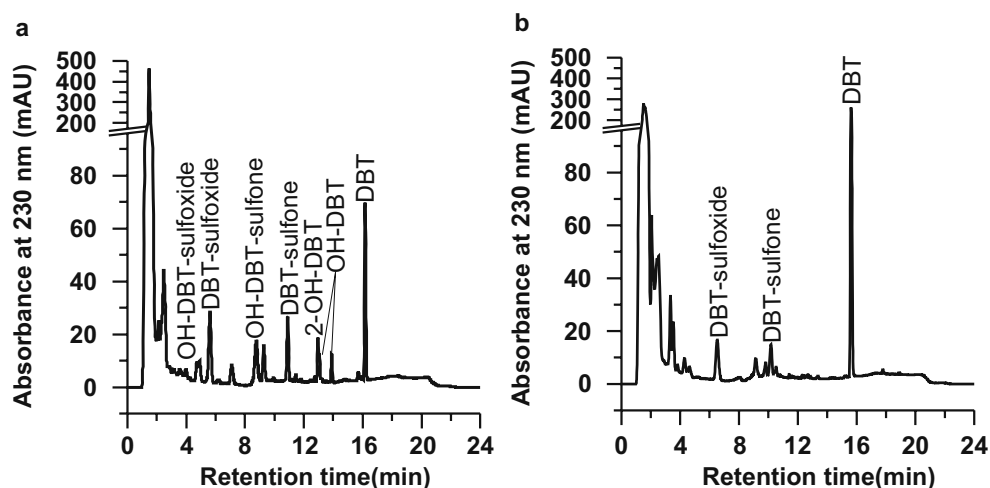 a
Absorbance at 230 nm (mAU)
500
400
300
200
80
60
40
20
0
OH-DBT-sulfoxide
DBT-sulfoxide
OH-DBT-sulfone
DBT-sulfone
2-OH-DBT
OH-DBT
DBT
0 4 8 12 16 20 24
Retention time(min)
b
Absorbance at 230 nm (mAU)
500
400
300
200
80
60
40
20
0
DBT-sulfoxide
DBT-sulfone
DBT
0 4 8 12 16 20 24
Retention time(min)